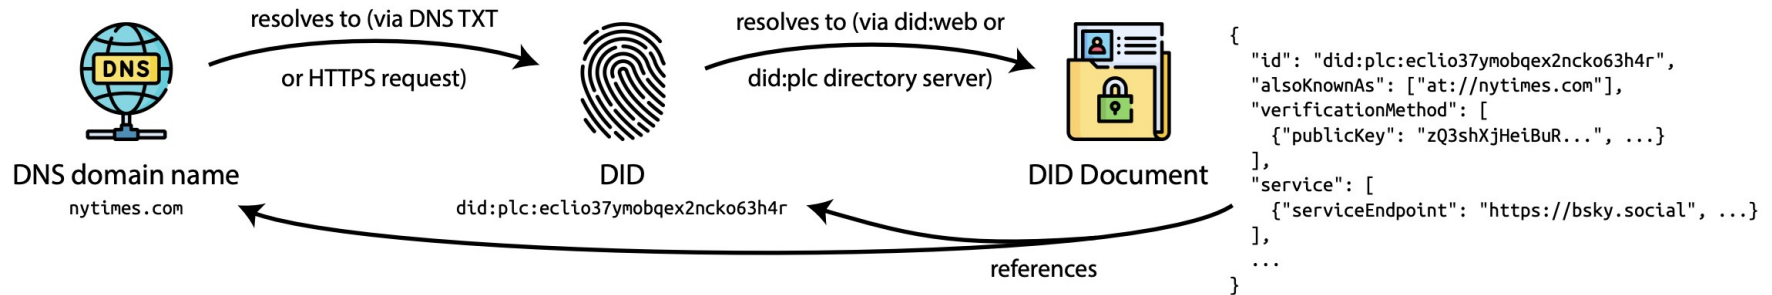 resolves to (via DNS TXT
or HTTPS request)
resolves to (via did:web or
did:plc directory server)
DNS
DNS domain name
nytimes.com
DID
did:plc:eclio37ymobqex2ncko63h4r
DID Document
references
{
"id": "did:plc:eclio37ymobqex2ncko63h4r",
"alsoKnownAs": ["at://nytimes.com"],
"verificationMethod": [
{"publicKey": "zQ3shXjHeiBuR...", ...}
],
"service": [
{"serviceEndpoint": "https://bsky.social", ...}
],
...
}